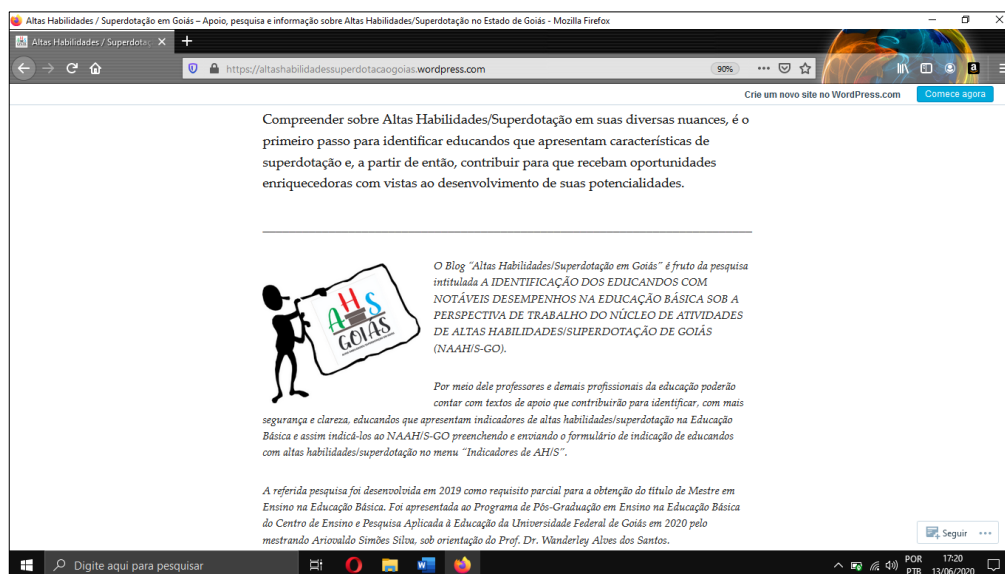 Altas Habilidades / Superdotação em Goiás – Apoio, pesquisa e informação sobre Altas Habilidades/Superdotação no Estado de Goiás - Mozilla Firefox
Altas Habilidades / Superdotaç
https://altashabilidadessuperdotacaogoias.wordpress.com
90%
Crie um novo site no WordPress.com
Comece agora
Compreender sobre Altas Habilidades/Superdotação em suas diversas nuances, é o
primeiro passo para identificar educandos que apresentam características de
superdotação e, a partir de então, contribuir para que recebam oportunidades
enriquecedoras com vistas ao desenvolvimento de suas potencialidades.
AHS
GOIÁS
O Blog "Altas Habilidades/Superdotação em Goiás" é fruto da pesquisa
intitulada A IDENTIFICAÇÃO DOS EDUCANDOS COM
NOTÁVEIS DESEMPENHOS NA EDUCAÇÃO BÁSICA SOB A
PERSPECTIVA DE TRABALHO DO NÚCLEO DE ATIVIDADES
DE ALTAS HABILIDADES/SUPERDOTAÇÃO DE GOIÁS
(NAAH/S-GO).
Por meio dele professores e demais profissionais da educação poderão
contar com textos de apoio que contribuirão para identificar, com mais
segurança e clareza, educandos que apresentam indicadores de altas habilidades/superdotação na Educação
Básica e assim indicá-los ao NAAH/S-GO preenchendo e enviando o formulário de indicação de educandos
com altas habilidades/superdotação no menu "Indicadores de AH/S".
A referida pesquisa foi desenvolvida em 2019 como requisito parcial para a obtenção do título de Mestre em
Ensino na Educação Básica. Foi apresentada ao Programa de Pós-Graduação em Ensino na Educação Básica
do Centro de Ensino e Pesquisa Aplicada à Educação da Universidade Federal de Goiás em 2020 pelo
mestrando Ariovaldo Simões Silva, sob orientação do Prof. Dr. Wanderley Alves dos Santos.
Seguir
Digite aqui para pesquisar
POR
PTB
17:20
13/06/2020